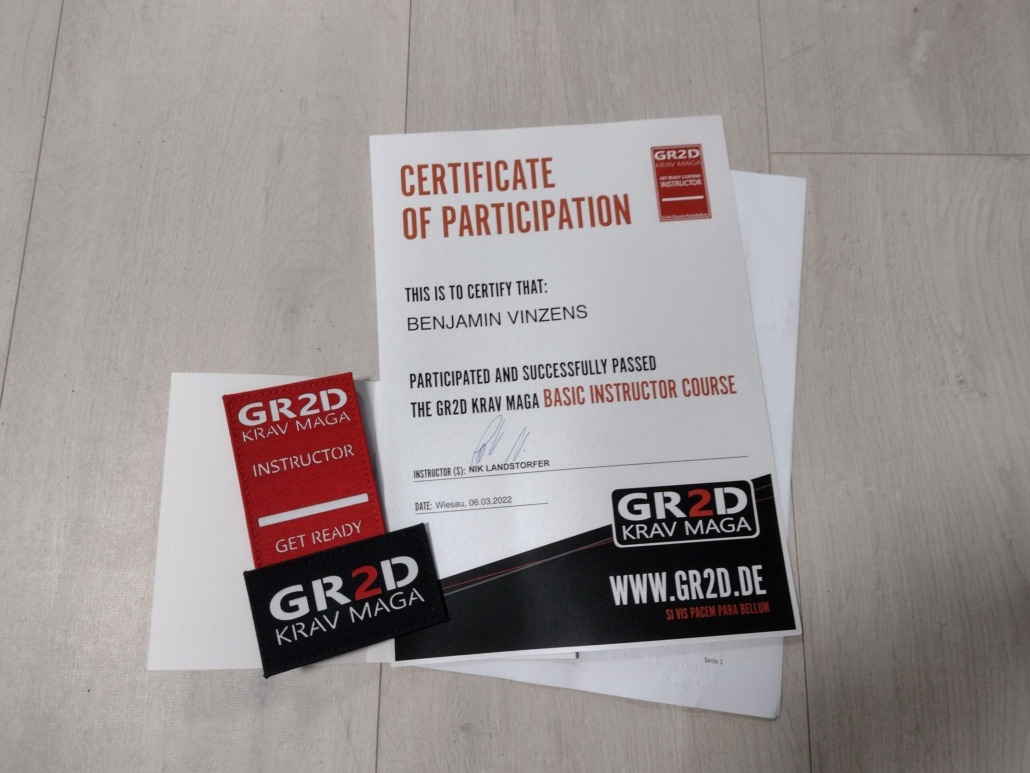 CERTIFICATE
OF PARTICIPATION
GR2D
KRAV MAGA
INSTRUCTOR
THIS IS TO CERTIFY THAT:
BENJAMIN VINZENS
PARTICIPATED AND SUCCESSFULLY PASSED
THE GR2D KRAV MAGA BASIC INSTRUCTOR COURSE
INSTRUCTOR (S): NIK LANDSTORFER
DATE: Wiesau, 06.03.2022
GR2D
KRAV MAGA
WWW.GR2D.DE
SI VIS PACEM PARA BELLUM
GR2D
KRAV MAGA
INSTRUCTOR
GET READY
GR2D
KRAV MAGA
Seite 1